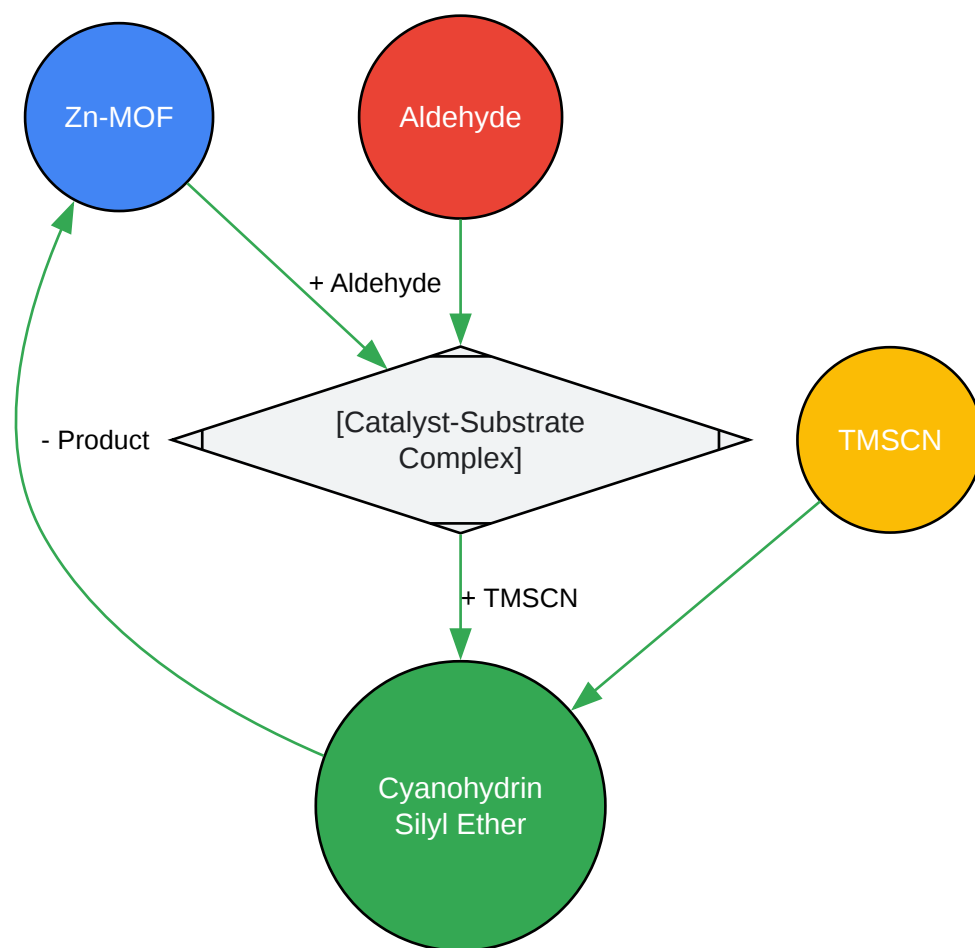 Zn-MOF
Aldehyde
+ Aldehyde
[Catalyst-Substrate
Complex]
- Product
TMSCN
+ TMSCN
Cyanohydrin
Silyl Ether